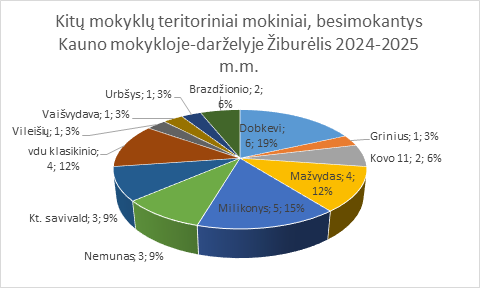 Kitų mokyklų teritoriniai mokiniai, besimokantys
Kauno mokykloje-darželyje Žiburėlis 2024-2025
m.m.
Dobkevi;
6; 19%
Grinius; 1; 3%
Kovo 11; 2; 6%
Mažvydas; 4;
12%
Milikonys; 5; 15%
Nemunas; 3; 9%
Kt. savivald; 3; 9%
vdu klasikinio;
4; 12%
Vileišių; 1; 3%
Vaišvydava; 1; 3%
Urbšys; 1; 3%
Brazdžionio; 2;
6%